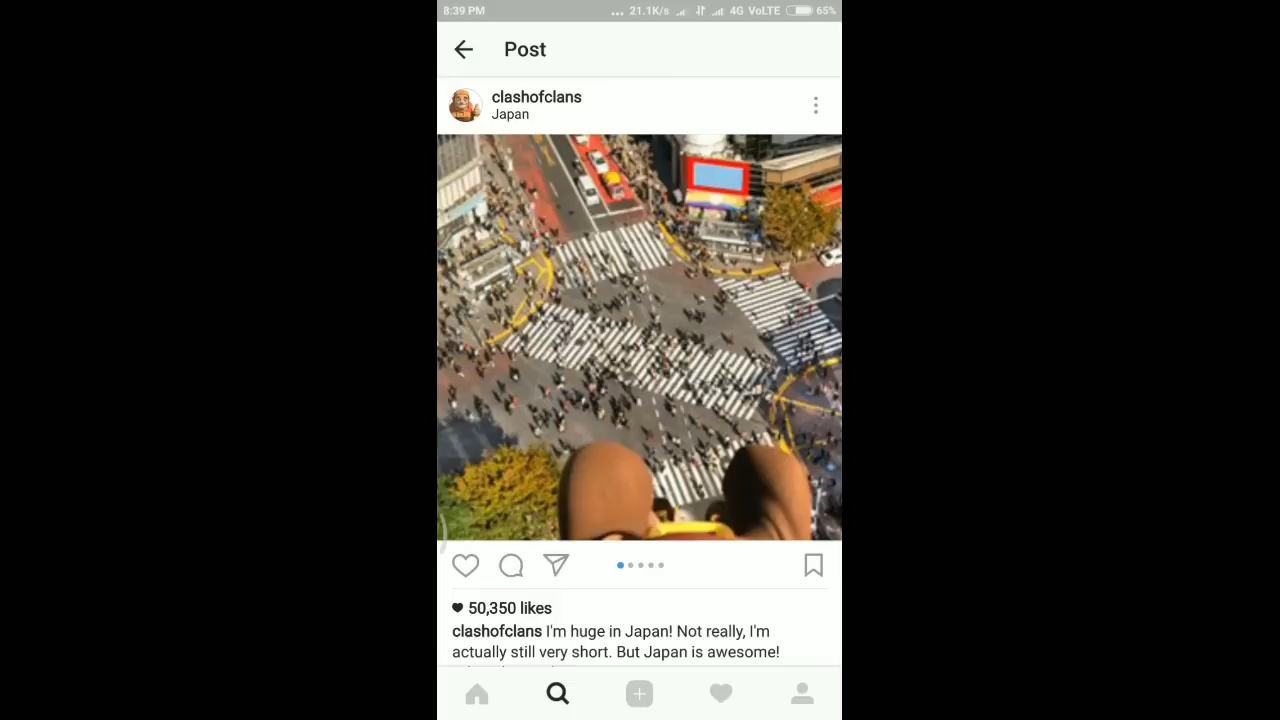 8:39 PM ... 21.1K/s 4G VoLTE 65%
Post
clashofclans
Japan
50,350 likes
clashofclans I'm huge in Japan! Not really, I'm
actually still very short. But Japan is awesome!